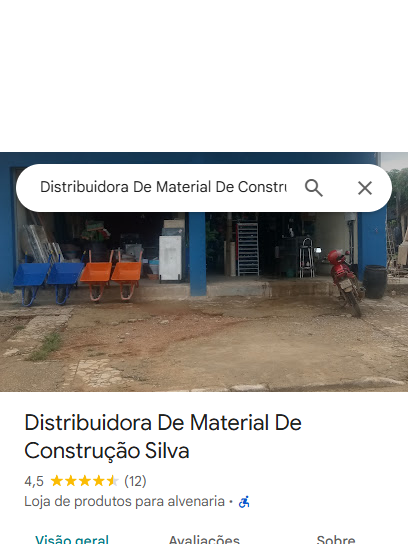 Distribuidora De Material De Constru
Distribuidora De Material De
Construção Silva
4,5 (12)
Loja de produtos para alvenaria ·
Visão geral Avaliações Sobre